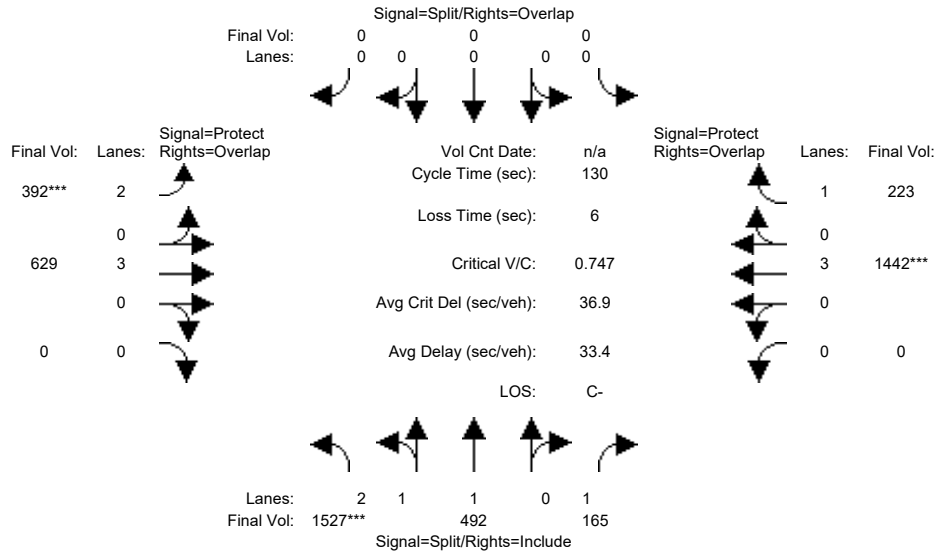 Signal=Split/Rights=Overlap
Final Vol: 0 0 0
Lanes: 0 0 0 0 0
Signal=Protect Signal=Protect
Final Vol: Lanes: Rights=Overlap Vol Cnt Date: n/a Rights=Overlap Lanes: Final Vol:
Cycle Time (sec): 130
392*** 2 1 223
Loss Time (sec): 6
0 0
629 3 Critical V/C: 0.747 3 1442***
0 Avg Crit Del (sec/veh): 36.9 0
0 0 Avg Delay (sec/veh): 33.4 0 0
LOS: C-
Lanes: 2 1 1 0 1
Final Vol: 1527*** 492 165
Signal=Split/Rights=Include